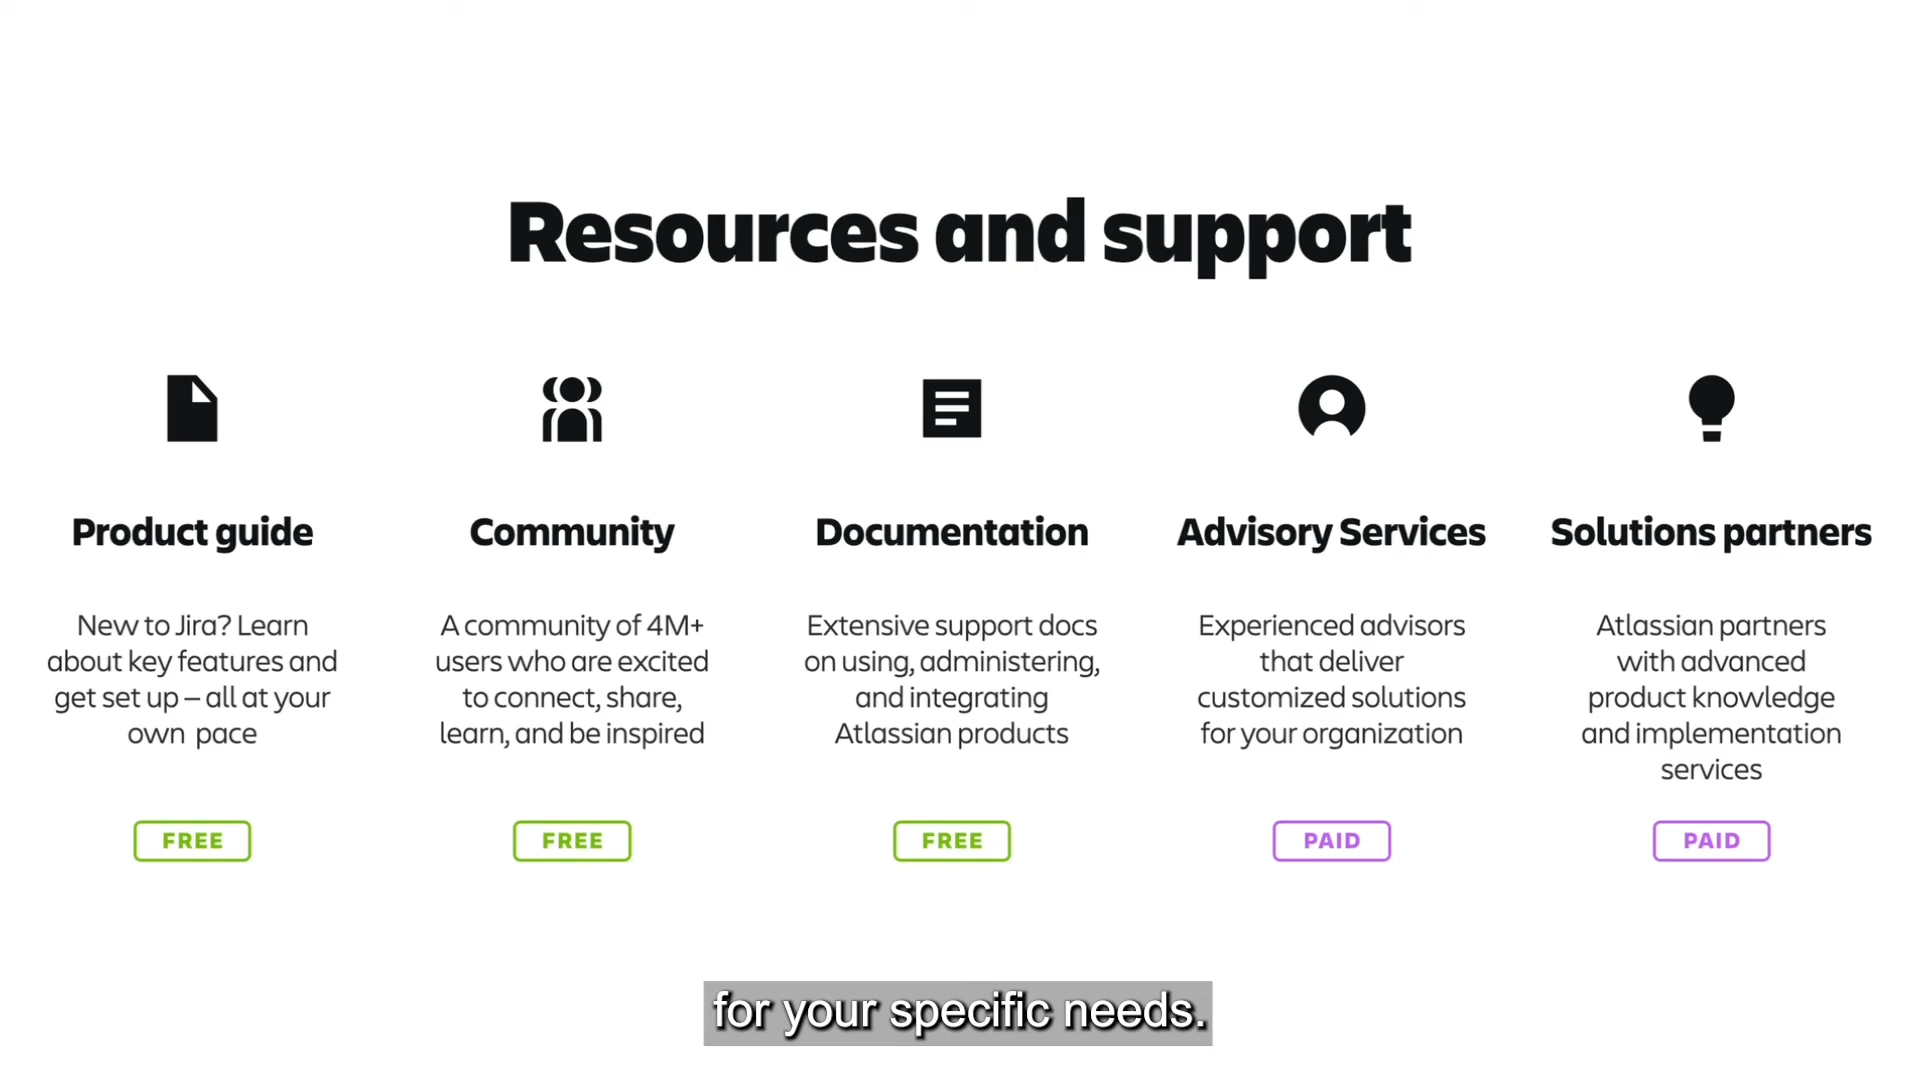 Resources and support
Product guide
New to Jira? Learn
about key features and
get set up – all at your
own pace
FREE
Community
A community of 4M+
users who are excited
to connect, share,
learn, and be inspired
FREE
Documentation
Extensive support docs
on using, administering,
and integrating
Atlassian products
FREE
Advisory Services
Experienced advisors
that deliver
customized solutions
for your organization
PAID
Solutions partners
Atlassian partners
with advanced
product knowledge
and implementation
services
PAID
for your specific needs.